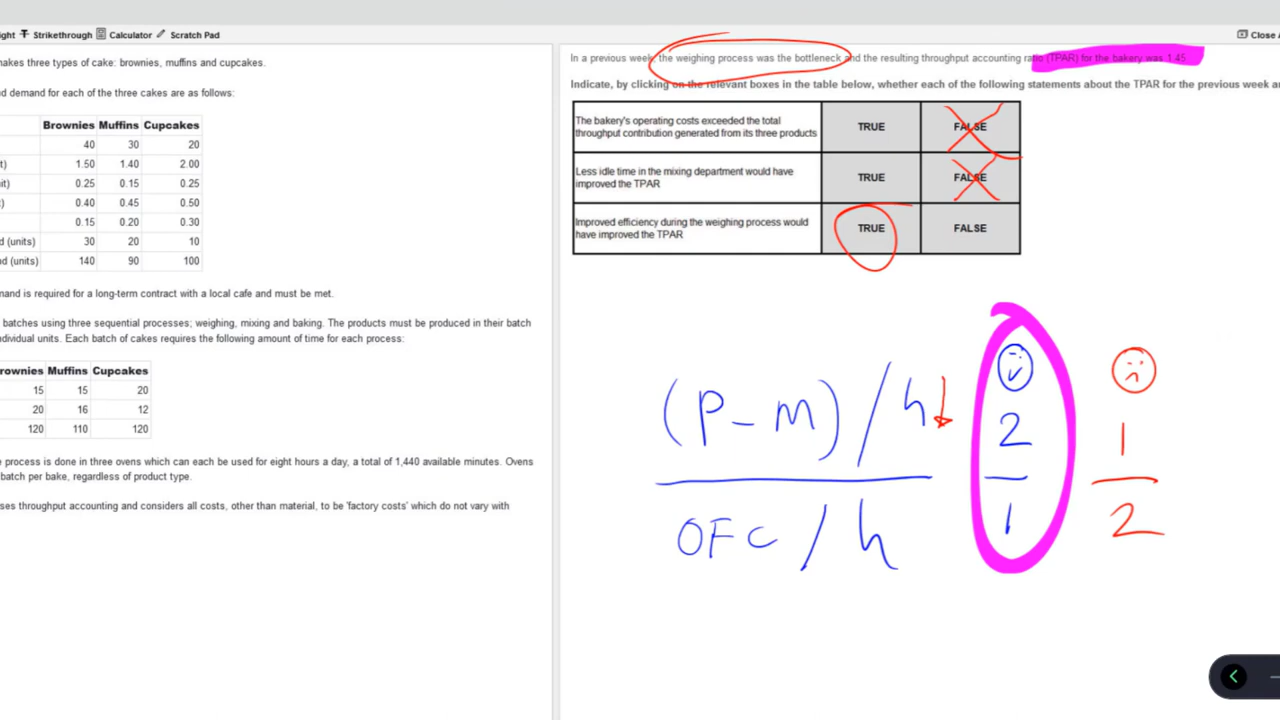 ight Strikethrough Calculator Scratch Pad
Close A
nakes three types of cake: brownies, muffins and cupcakes.
nd demand for each of the three cakes are as follows:
Brownies Muffins Cupcakes
40 30 20
t) 1.50 1.40 2.00
nit) 0.25 0.15 0.25
t) 0.40 0.45 0.50
0.15 0.20 0.30
d (units) 30 20 10
nd (units) 140 90 100
mand is required for a long-term contract with a local cafe and must be met.
batches using three sequential processes; weighing, mixing and baking. The products must be produced in their batch
ndividual units. Each batch of cakes requires the following amount of time for each process:
rownies Muffins Cupcakes
15 15 20
20 16 12
120 110 120
e process is done in three ovens which can each be used for eight hours a day, a total of 1,440 available minutes. Ovens
batch per bake, regardless of product type.
ses throughput accounting and considers all costs, other than material, to be 'factory costs' which do not vary with
In a previous week, the weighing process was the bottleneck and the resulting throughput accounting ratio (TPAR) for the bakery was 1.45
Indicate, by clicking on the relevant boxes in the table below, whether each of the following statements about the TPAR for the previous week ar
The bakery's operating costs exceeded the total
throughput contribution generated from its three products
TRUE FALSE
Less idle time in the mixing department would have
improved the TPAR
TRUE FALSE
Improved efficiency during the weighing process would
have improved the TPAR
TRUE FALSE
(P - M) / h
OFC / h
2
1
1
2